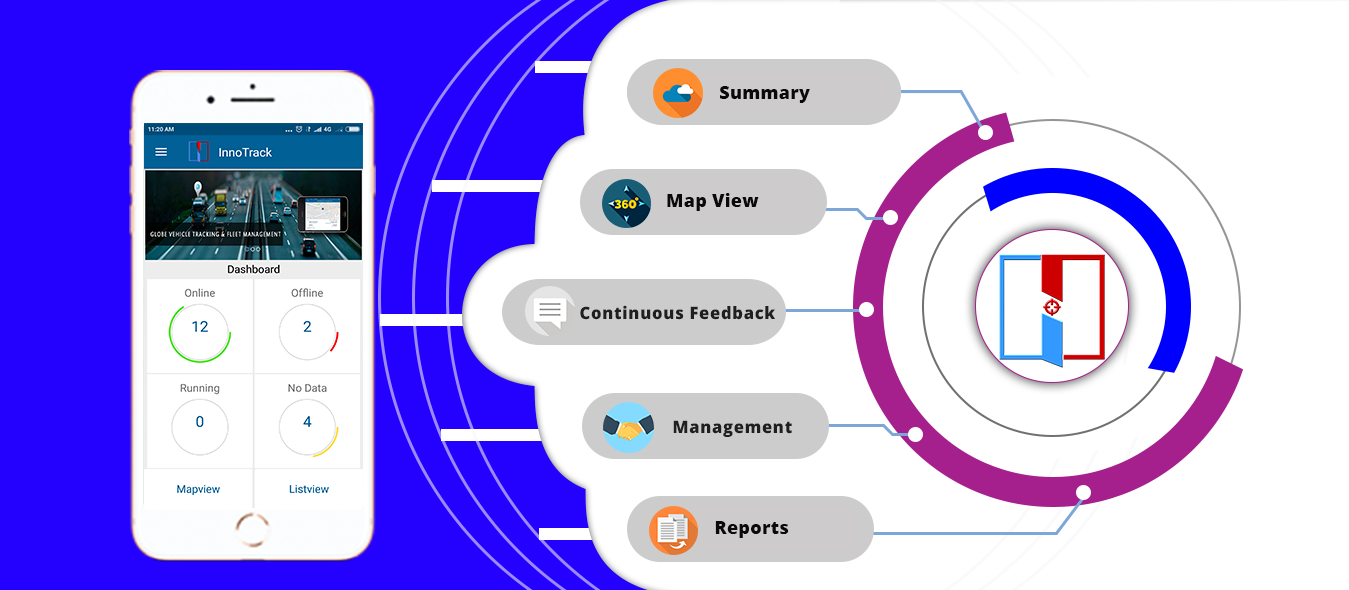 11:20 AM
4G
InnoTrack
GLOBE VEHICLE TRACKING & FLEET MANAGEMENT
Dashboard
Online
Offline
12
2
Running
No Data
0
4
Mapview
Listview
Summary
360°
Map View
Continuous Feedback
Management
Reports